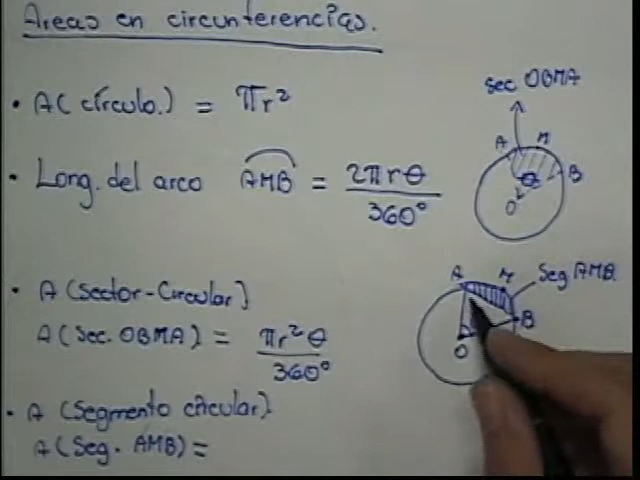 Areas en circunferencias.
• A( círculo.) = πr²
• Long. del arco AMB = 2πrθ / 360°
• A (Sector-Circular)
A (Sec. OBMA) = πr²θ / 360°
• A (Segmento circular)
A (Seg. AMB) =
sec OBMA
A M
B
θ
O
A M Seg AMB.
B
O